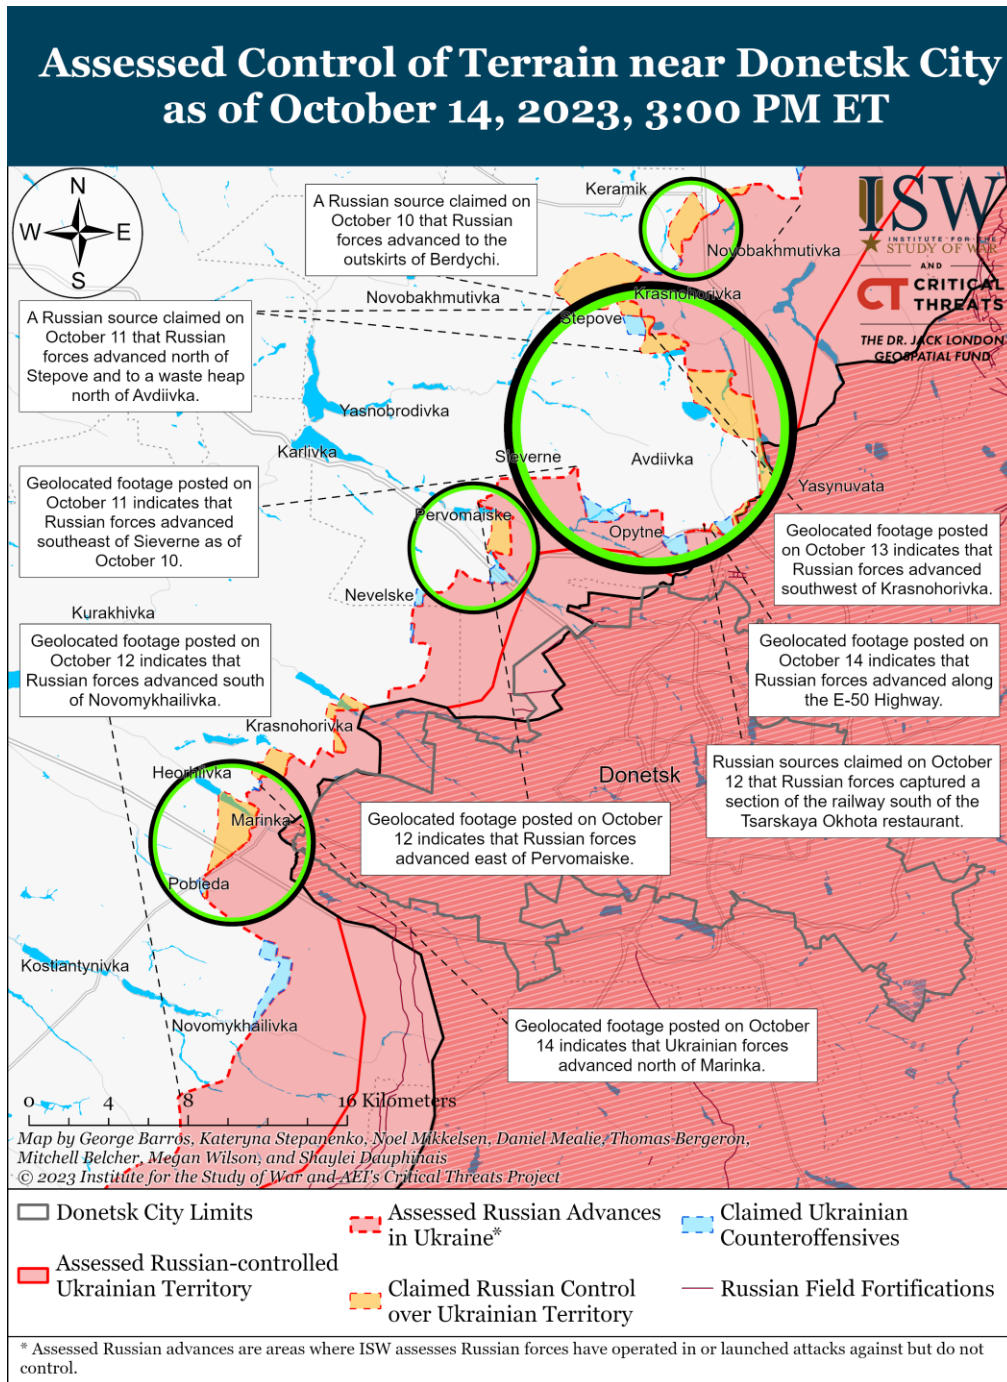 Assessed Control of Terrain near Donetsk City
as of October 14, 2023, 3:00 PM ET
N
W
E
S
A Russian source claimed on
October 10 that Russian
forces advanced to the
outskirts of Berdychi.
Keramik
Novobakhmutivka
ISW
INSTITUTE FOR THE
STUDY OF WAR
AND
CT CRITICAL
THREATS
THE DR. JACK LONDON
GEOSPATIAL FUND
Novobakhmutivka
Krasnohorivka
Stepove
A Russian source claimed on
October 11 that Russian
forces advanced north of
Stepove and to a waste heap
north of Avdiivka.
Yasnobrodivka
Karlivka
Sieverne
Avdiivka
Yasynuvata
Geolocated footage posted on
October 11 indicates that
Russian forces advanced
southeast of Sieverne as of
October 10.
Pervomaiske
Opytne
Geolocated footage posted
on October 13 indicates that
Russian forces advanced
southwest of Krasnohorivka.
Nevelske
Kurakhivka
Geolocated footage posted on
October 12 indicates that
Russian forces advanced south
of Novomykhailivka.
Geolocated footage posted on
October 14 indicates that
Russian forces advanced along
the E-50 Highway.
Krasnohorivka
Heorhiivka
Donetsk
Russian sources claimed on October
12 that Russian forces captured a
section of the railway south of the
Tsarskaya Okhota restaurant.
Marinka
Geolocated footage posted on October
12 indicates that Russian forces
advanced east of Pervomaiske.
Pobieda
Kostiantynivka
Novomykhailivka
Geolocated footage posted on October
14 indicates that Ukrainian forces
advanced north of Marinka.
0 4 8 16 Kilometers
Map by George Barros, Kateryna Stepanenko, Noel Mikkelsen, Daniel Mealie, Thomas Bergeron,
Mitchell Belcher, Megan Wilson, and Shaylei Dauphinais
© 2023 Institute for the Study of War and AEI's Critical Threats Project
Donetsk City Limits
Assessed Russian-controlled
Ukrainian Territory
Assessed Russian Advances
in Ukraine*
Claimed Russian Control
over Ukrainian Territory
Claimed Ukrainian
Counteroffensives
Russian Field Fortifications
* Assessed Russian advances are areas where ISW assesses Russian forces have operated in or launched attacks against but do not
control.